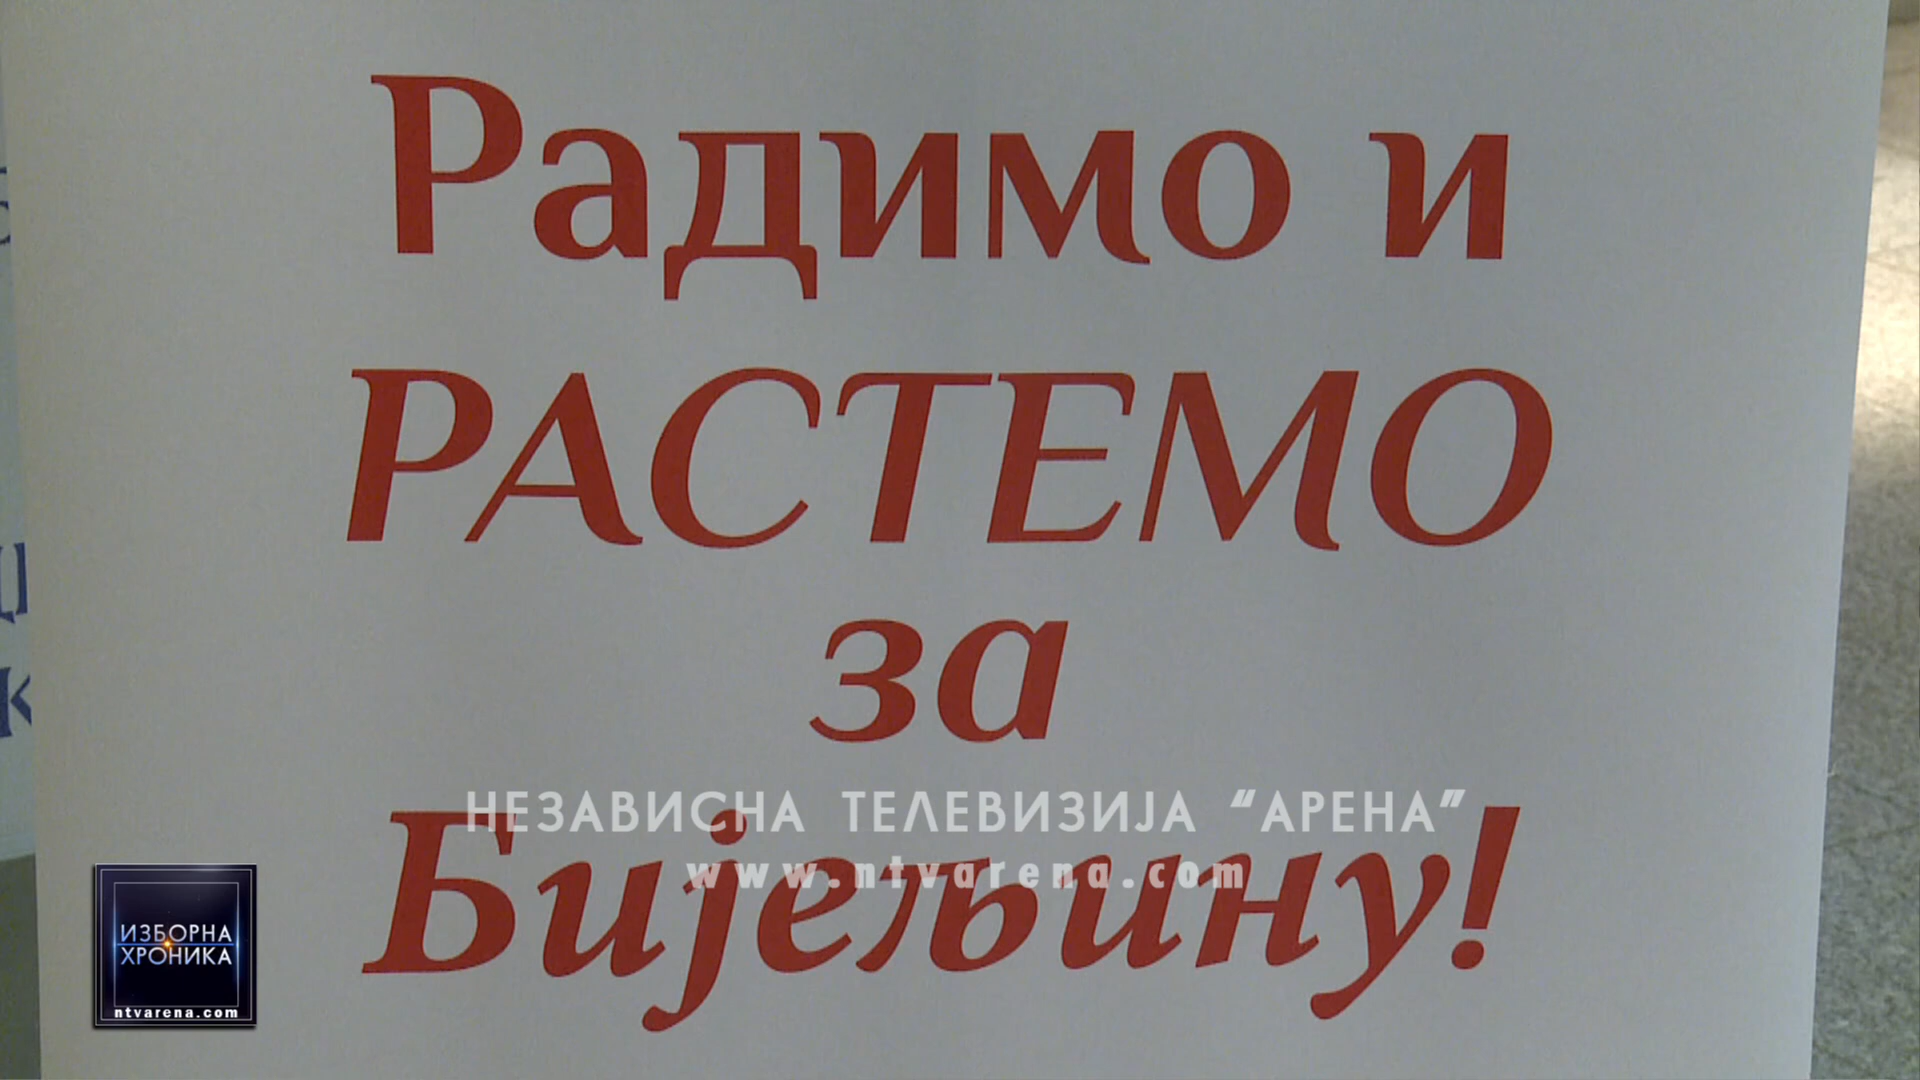 Радимо и
РАСТЕМО
за
Бијељину!
НЕЗАВИСНА ТЕЛЕВИЗИЈА “АРЕНА”
www.ntvarena.com
ИЗБОРНА
ХРОНИКА
ntvarena.com